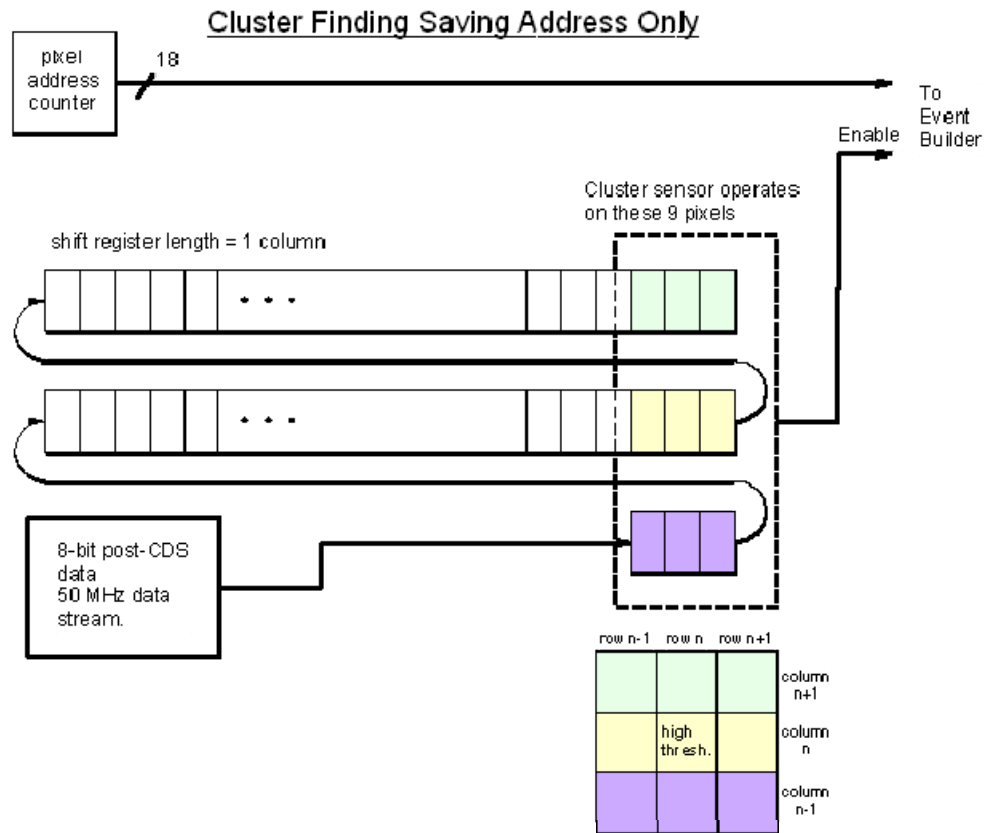 Cluster Finding Saving Address Only
pixel
address
counter
18
To
Event
Builder
Enable
Cluster sensor operates
on these 9 pixels
shift register length = 1 column
8-bit post-CDS
data
50 MHz data
stream.
row n-1 row n row n+1
column
n+1
high
thresh.
column
n
column
n-1